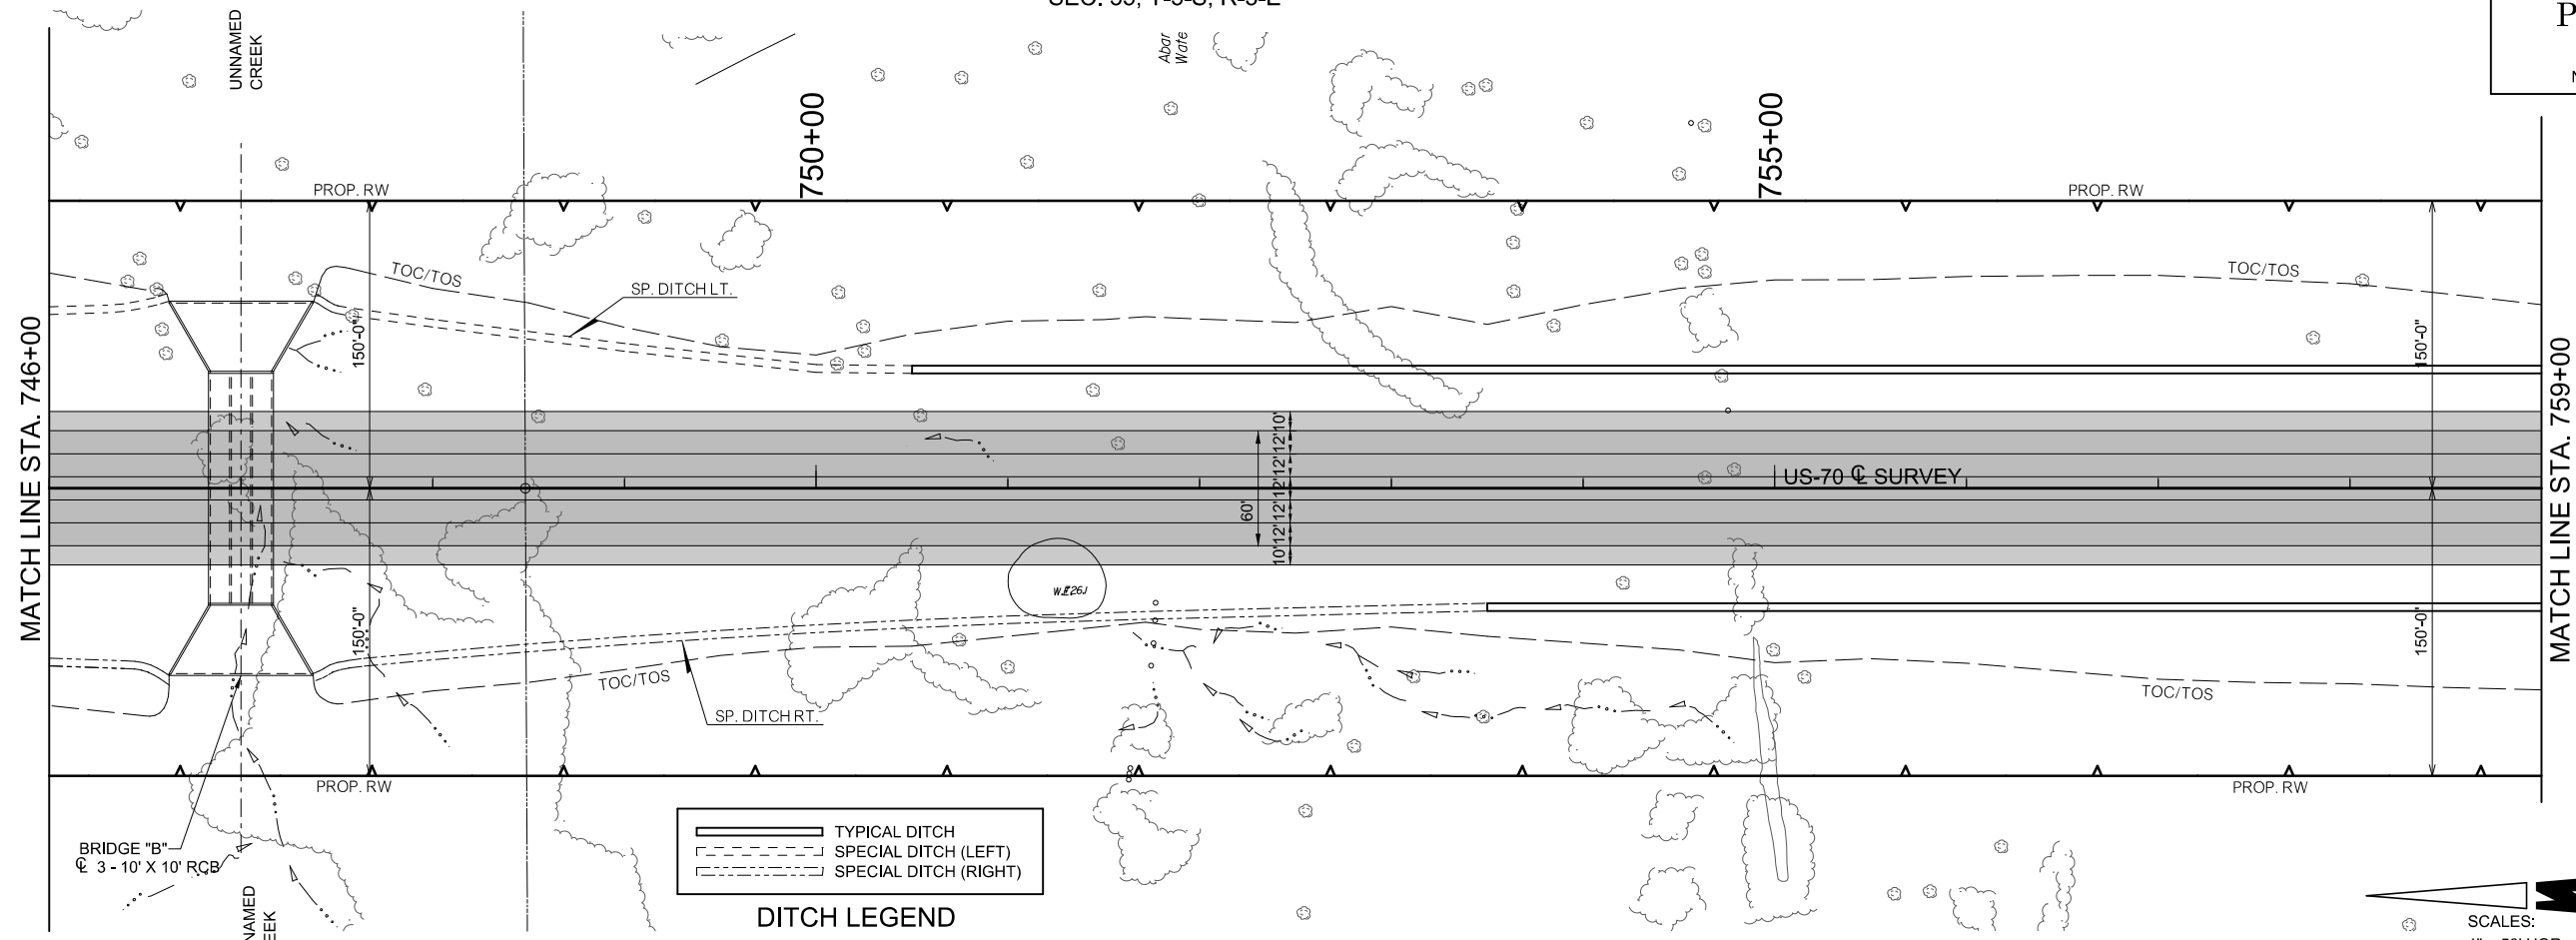 UNNAMED
CREEK
Abar
Wate
P
750+00
755+00
PROP. RW
PROP. RW
TOC/TOS
SP. DITCH LT.
TOC/TOS
MATCH LINE STA. 746+00
150'-0"
150'-0"
10'
12'
12'
12'
12'
12'
10'
60'
US-70 ℄ SURVEY
MATCH LINE STA. 759+00
150'-0"
150'-0"
TOC/TOS
SP. DITCH RT.
TOC/TOS
PROP. RW
PROP. RW
BRIDGE "B"
℄ 3 - 10' X 10' RCB
TYPICAL DITCH
SPECIAL DITCH (LEFT)
SPECIAL DITCH (RIGHT)
DITCH LEGEND
SCALES: